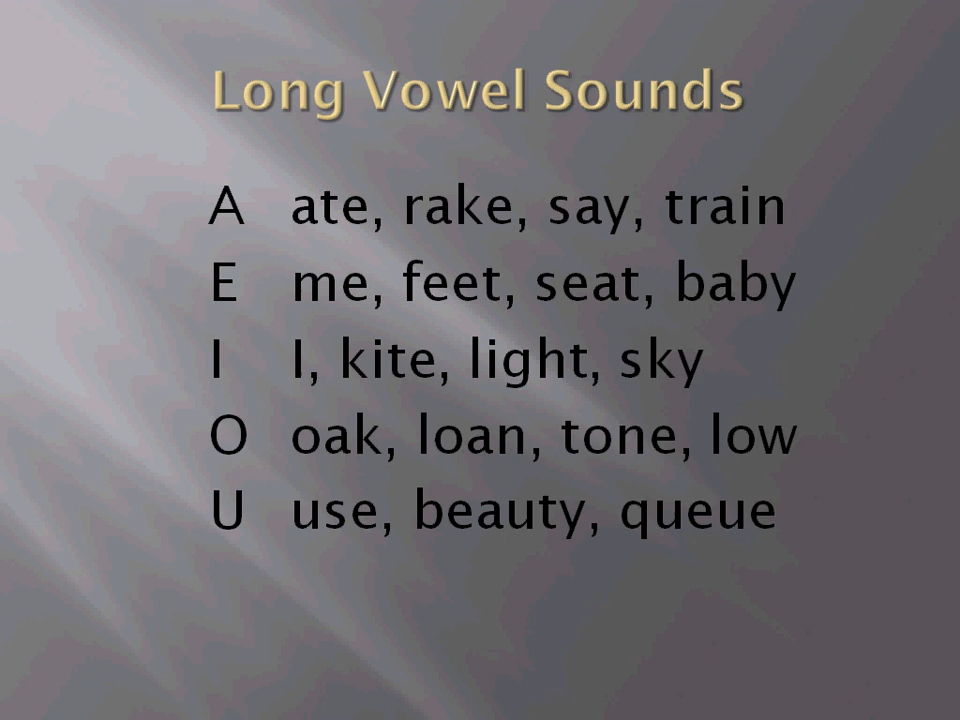 Long Vowel Sounds
A ate, rake, say, train
E me, feet, seat, baby
I I, kite, light, sky
O oak, loan, tone, low
U use, beauty, queue